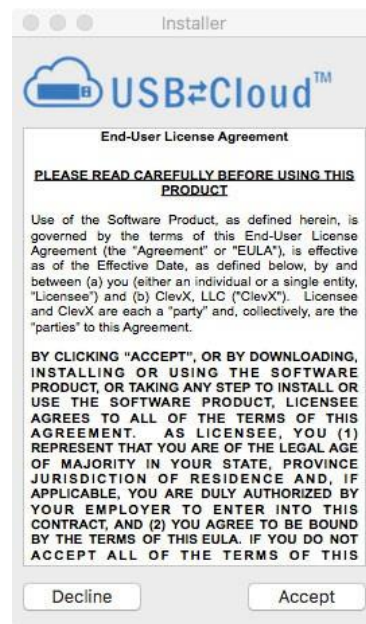 Installer
USB⇄Cloud™
End-User License Agreement
PLEASE READ CAREFULLY BEFORE USING THIS
PRODUCT
Use of the Software Product, as defined herein, is
governed by the terms of this End-User License
Agreement (the "Agreement" or "EULA"), is effective
as of the Effective Date, as defined below, by and
between (a) you (either an individual or a single entity,
"Licensee") and (b) ClevX, LLC ("ClevX"). Licensee
and ClevX are each a "party" and, collectively, are the
"parties" to this Agreement.
BY CLICKING “ACCEPT”, OR BY DOWNLOADING,
INSTALLING OR USING THE SOFTWARE
PRODUCT, OR TAKING ANY STEP TO INSTALL OR
USE THE SOFTWARE PRODUCT, LICENSEE
AGREES TO ALL OF THE TERMS OF THIS
AGREEMENT. AS LICENSEE, YOU (1)
REPRESENT THAT YOU ARE OF THE LEGAL AGE
OF MAJORITY IN YOUR STATE, PROVINCE
JURISDICTION OF RESIDENCE AND, IF
APPLICABLE, YOU ARE DULY AUTHORIZED BY
YOUR EMPLOYER TO ENTER INTO THIS
CONTRACT, AND (2) YOU AGREE TO BE BOUND
BY THE TERMS OF THIS EULA. IF YOU DO NOT
ACCEPT ALL OF THE TERMS OF THIS
Decline Accept